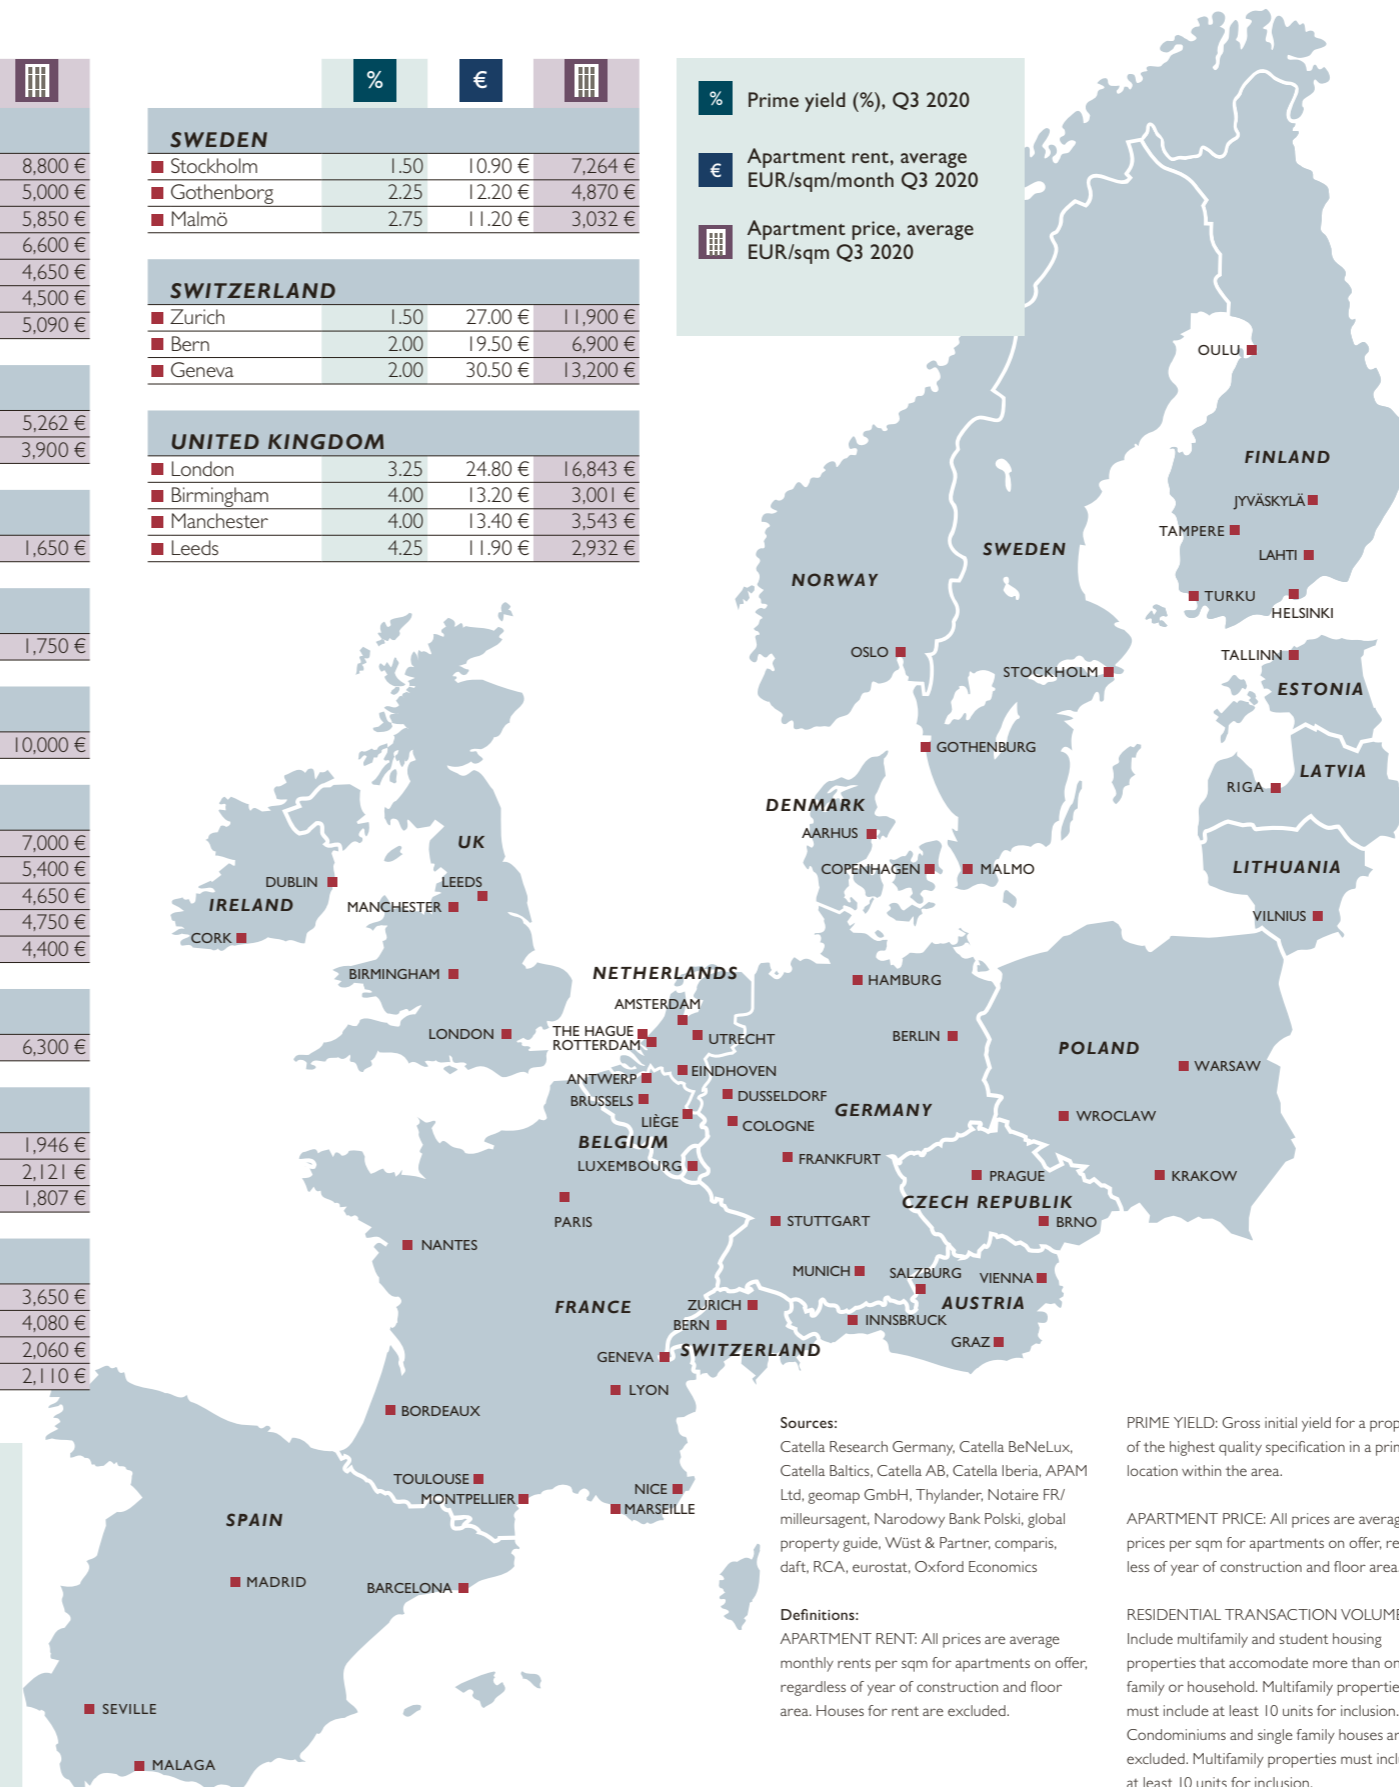 8,800 €
5,000 €
5,850 €
6,600 €
4,650 €
4,500 €
5,090 €
5,262 €
3,900 €
1,650 €
1,750 €
10,000 €
7,000 €
5,400 €
4,650 €
4,750 €
4,400 €
6,300 €
1,946 €
2,121 €
1,807 €
3,650 €
4,080 €
2,060 €
2,110 €
% €
SWEDEN
Stockholm 1.50 10.90 € 7,264 €
Gothenborg 2.25 12.20 € 4,870 €
Malmö 2.75 11.20 € 3,032 €
SWITZERLAND
Zurich 1.50 27.00 € 11,900 €
Bern 2.00 19.50 € 6,900 €
Geneva 2.00 30.50 € 13,200 €
UNITED KINGDOM
London 3.25 24.80 € 16,843 €
Birmingham 4.00 13.20 € 3,001 €
Manchester 4.00 13.40 € 3,543 €
Leeds 4.25 11.90 € 2,932 €
% Prime yield (%), Q3 2020
€ Apartment rent, average
EUR/sqm/month Q3 2020
Apartment price, average
EUR/sqm Q3 2020
OULU
FINLAND
JYVÄSKYLÄ
TAMPERE
LAHTI
TURKU
HELSINKI
SWEDEN
NORWAY
OSLO
STOCKHOLM
TALLINN
ESTONIA
GOTHENBURG
LATVIA
RIGA
DENMARK
AARHUS
COPENHAGEN
MALMO
LITHUANIA
VILNIUS
UK
DUBLIN
LEEDS
IRELAND
MANCHESTER
CORK
BIRMINGHAM
LONDON
NETHERLANDS
AMSTERDAM
THE HAGUE
ROTTERDAM
UTRECHT
EINDHOVEN
ANTWERP
BRUSSELS
LIÈGE
BELGIUM
LUXEMBOURG
HAMBURG
BERLIN
DUSSELDORF
COLOGNE
GERMANY
FRANKFURT
STUTTGART
MUNICH
POLAND
WARSAW
WROCLAW
KRAKOW
PRAGUE
CZECH REPUBLIK
BRNO
SALZBURG
VIENNA
AUSTRIA
INNSBRUCK
GRAZ
PARIS
NANTES
FRANCE
ZURICH
BERN
SWITZERLAND
GENEVA
LYON
BORDEAUX
TOULOUSE
MONTPELLIER
NICE
MARSEILLE
SPAIN
MADRID
BARCELONA
SEVILLE
MALAGA
Sources:
Catella Research Germany, Catella BeNeLux,
Catella Baltics, Catella AB, Catella Iberia, APAM
Ltd, geomap GmbH, Thylander, Notaire FR/
milleursagent, Narodowy Bank Polski, global
property guide, Wüst & Partner, comparis,
daft, RCA, eurostat, Oxford Economics
Definitions:
APARTMENT RENT: All prices are average
monthly rents per sqm for apartments on offer,
regardless of year of construction and floor
area. Houses for rent are excluded.
PRIME YIELD: Gross initial yield for a prop
of the highest quality specification in a prin
location within the area.
APARTMENT PRICE: All prices are averag
prices per sqm for apartments on offer, re
less of year of construction and floor area.
RESIDENTIAL TRANSACTION VOLUME
Include multifamily and student housing
properties that accomodate more than on
family or household. Multifamily propertie
must include at least 10 units for inclusion.
Condominiums and single family houses ar
excluded. Multifamily properties must inclu
at least 10 units for inclusion.